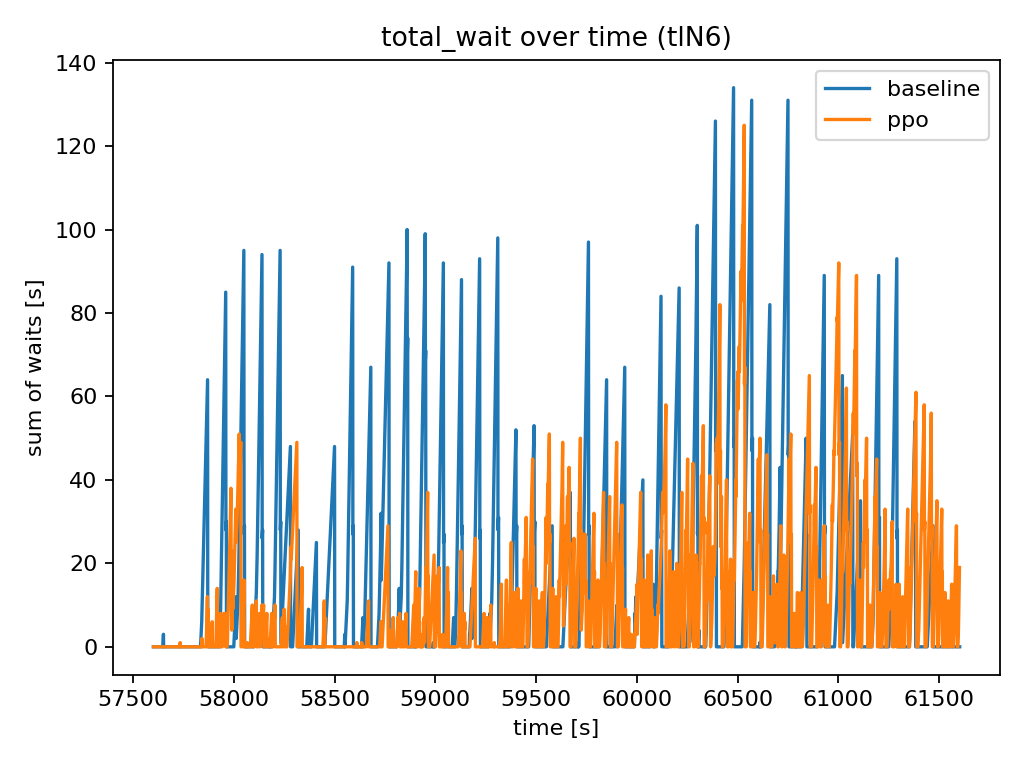 total_wait over time (tlN6)
140
120
100
80
60
40
20
0
sum of waits [s]
baseline
ppo
57500 58000 58500 59000 59500 60000 60500 61000 61500
time [s]